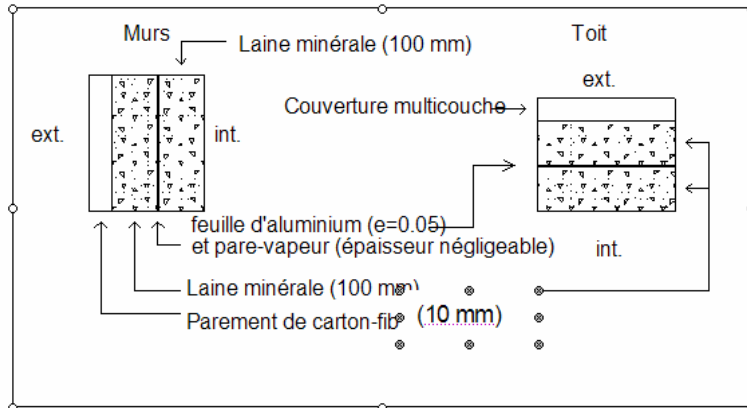 Murs
Laine minérale (100 mm)
Toit
ext.
Couverture multicouche
ext.
int.
feuille d'aluminium (e=0.05)
et pare-vapeur (épaisseur négligeable)
int.
Laine minérale (100 mm)
Parement de carton-fib
(10 mm)